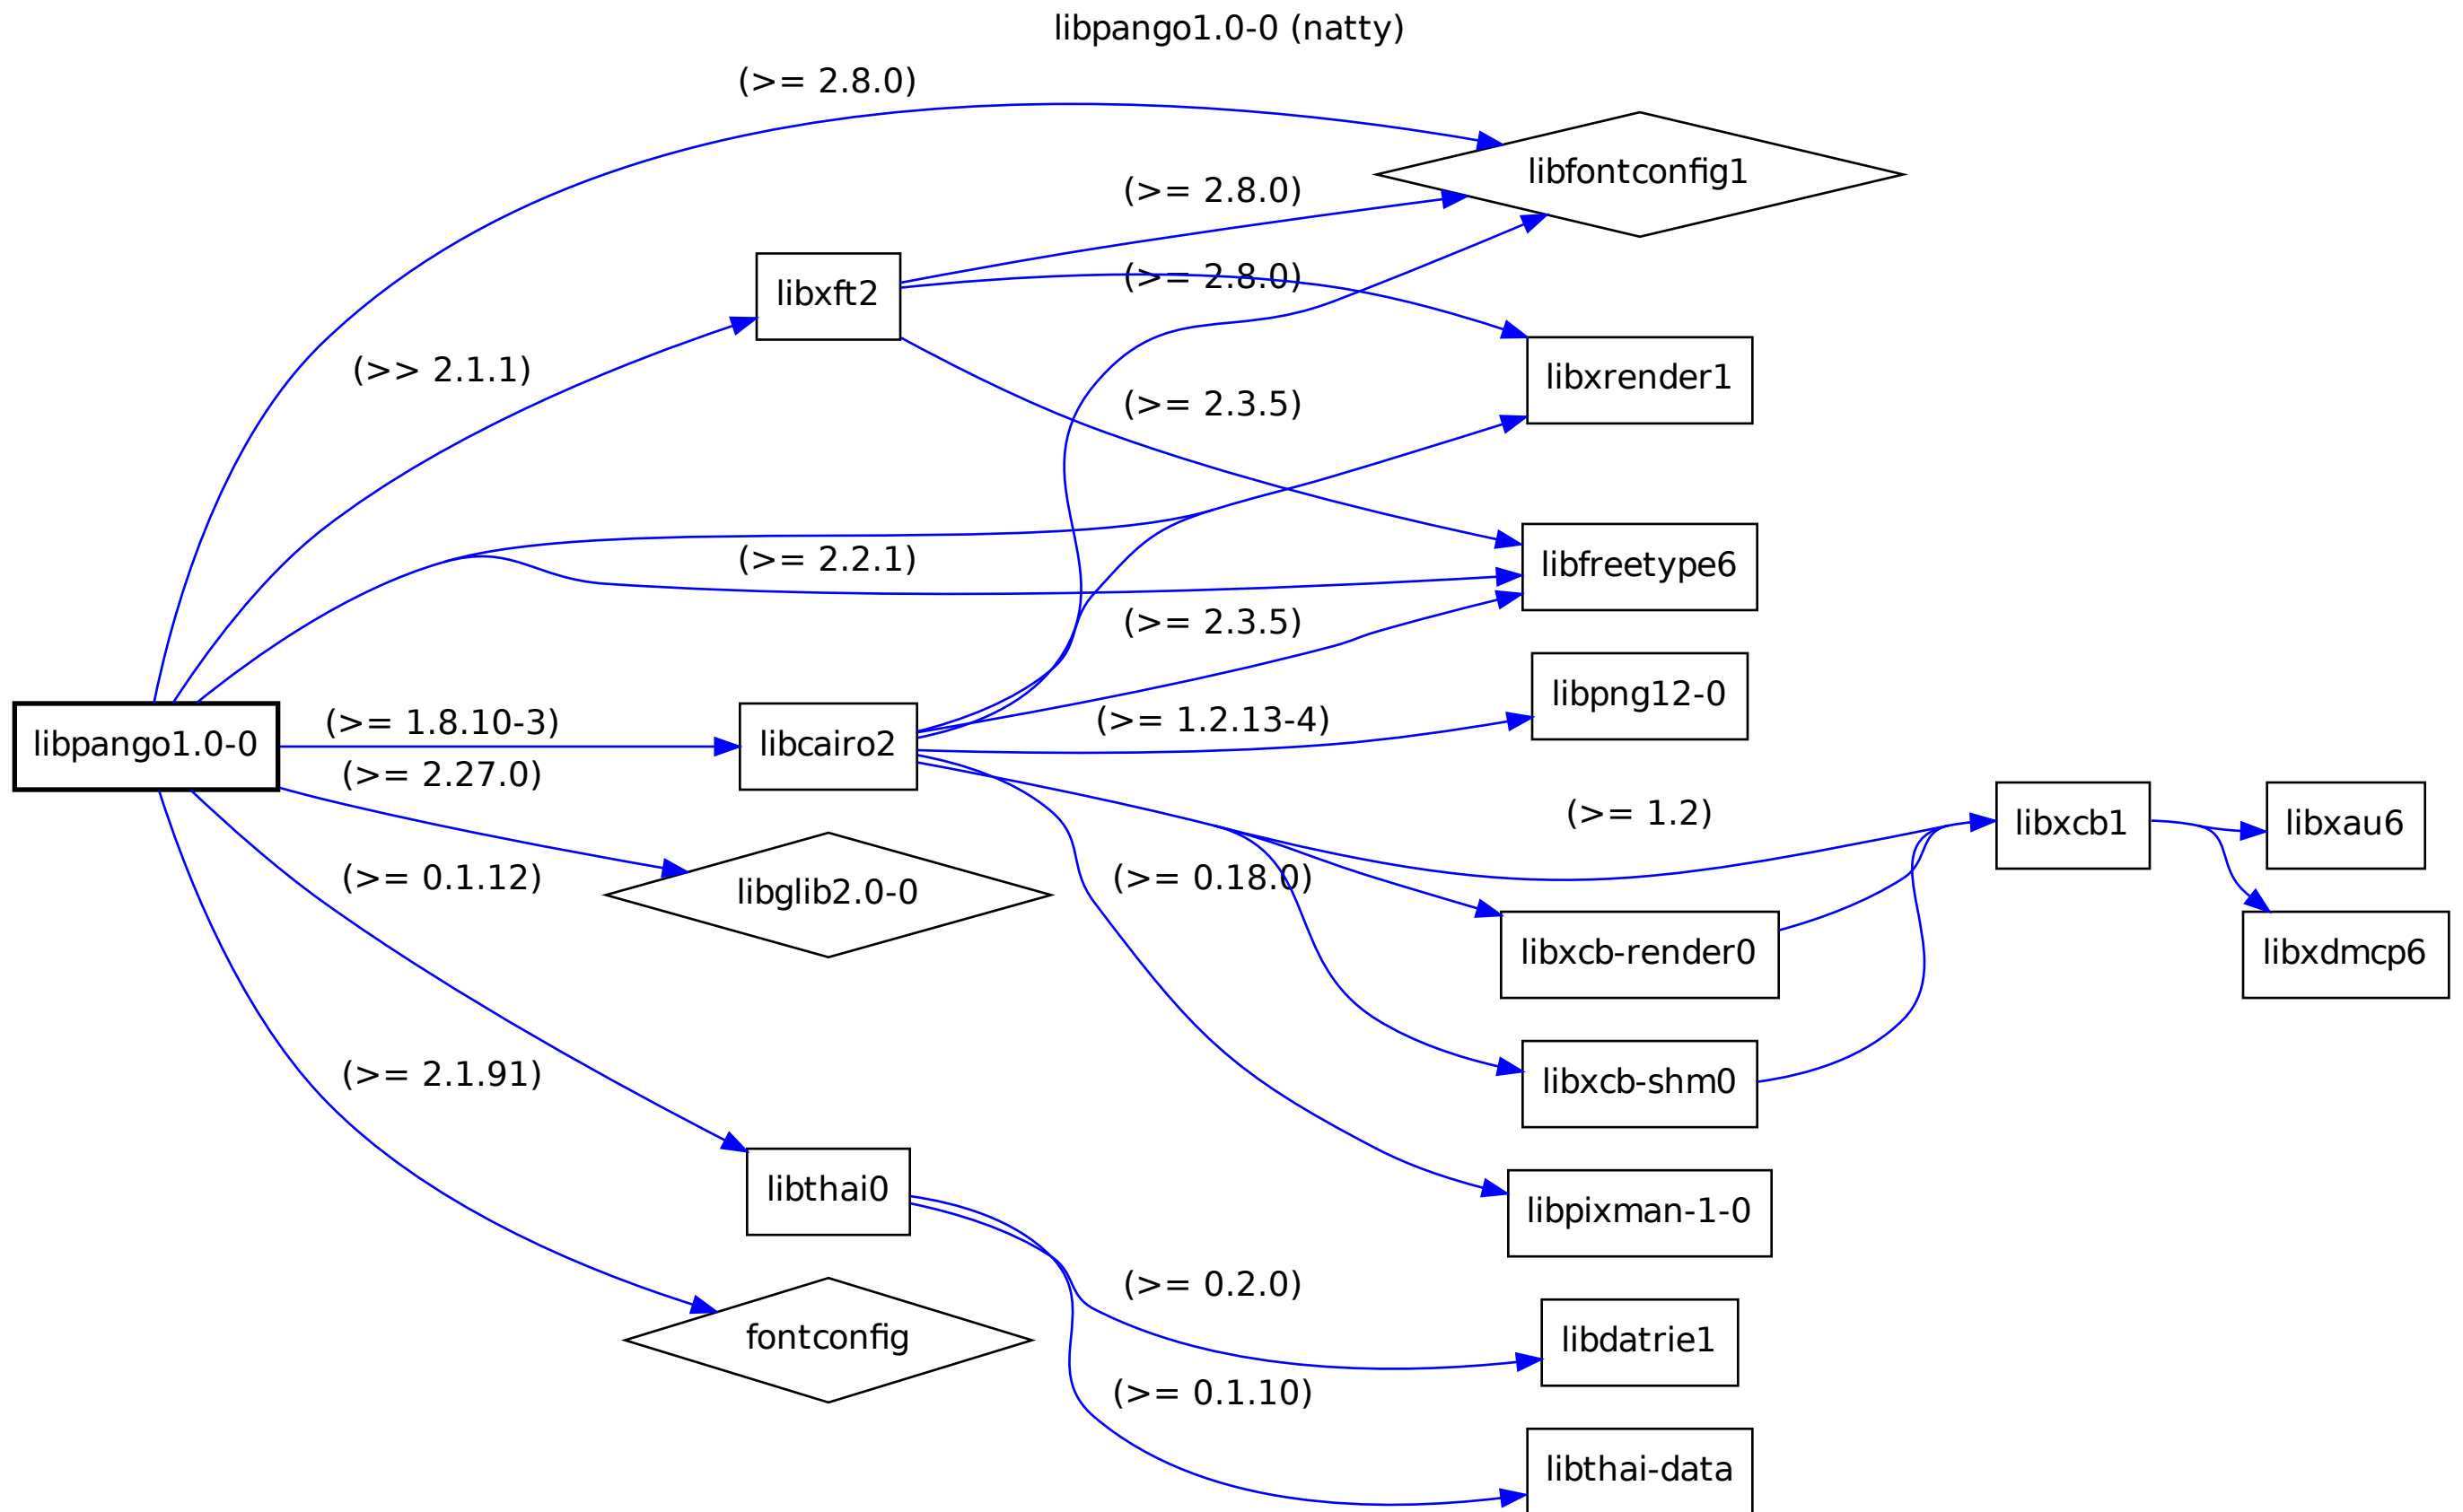 libpango1.0-0 (natty)
(>= 2.8.0)
libfontconfig1
(>= 2.8.0)
(>= 2.8.0)
libxft2
(>> 2.1.1)
libxrender1
(>= 2.3.5)
(>= 2.2.1)
libfreetype6
(>= 2.3.5)
libpng12-0
(>= 1.8.10-3)
(>= 1.2.13-4)
libpango1.0-0
libcairo2
(>= 2.27.0)
(>= 1.2)
libxcb1
libxau6
(>= 0.1.12)
libglib2.0-0
(>= 0.18.0)
libxcb-render0
libxdmcp6
(>= 2.1.91)
libxcb-shm0
libthai0
libpixman-1-0
(>= 0.2.0)
fontconfig
libdatrie1
(>= 0.1.10)
libthai-data